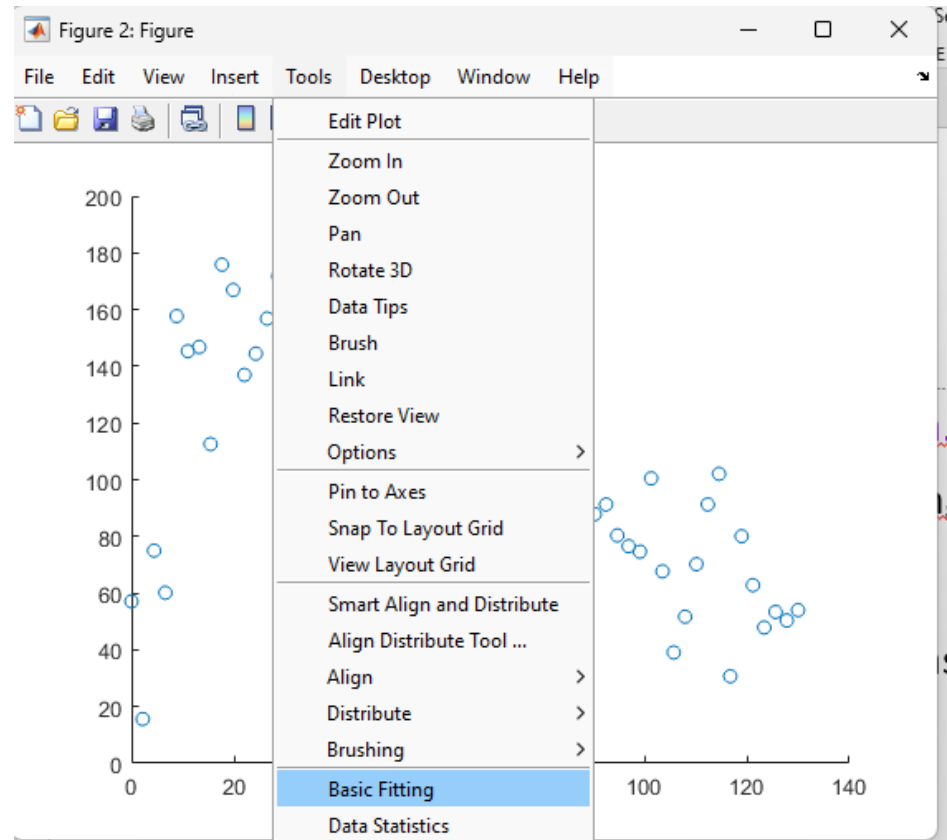 Figure 2: Figure
File Edit View Insert Tools Desktop Window Help
Edit Plot
Zoom In
Zoom Out
Pan
Rotate 3D
Data Tips
Brush
Link
Restore View
Options
Pin to Axes
Snap To Layout Grid
View Layout Grid
Smart Align and Distribute
Align Distribute Tool ...
Align
Distribute
Brushing
Basic Fitting
Data Statistics
200
180
160
140
120
100
80
60
40
20
0
0 20 100 120 140